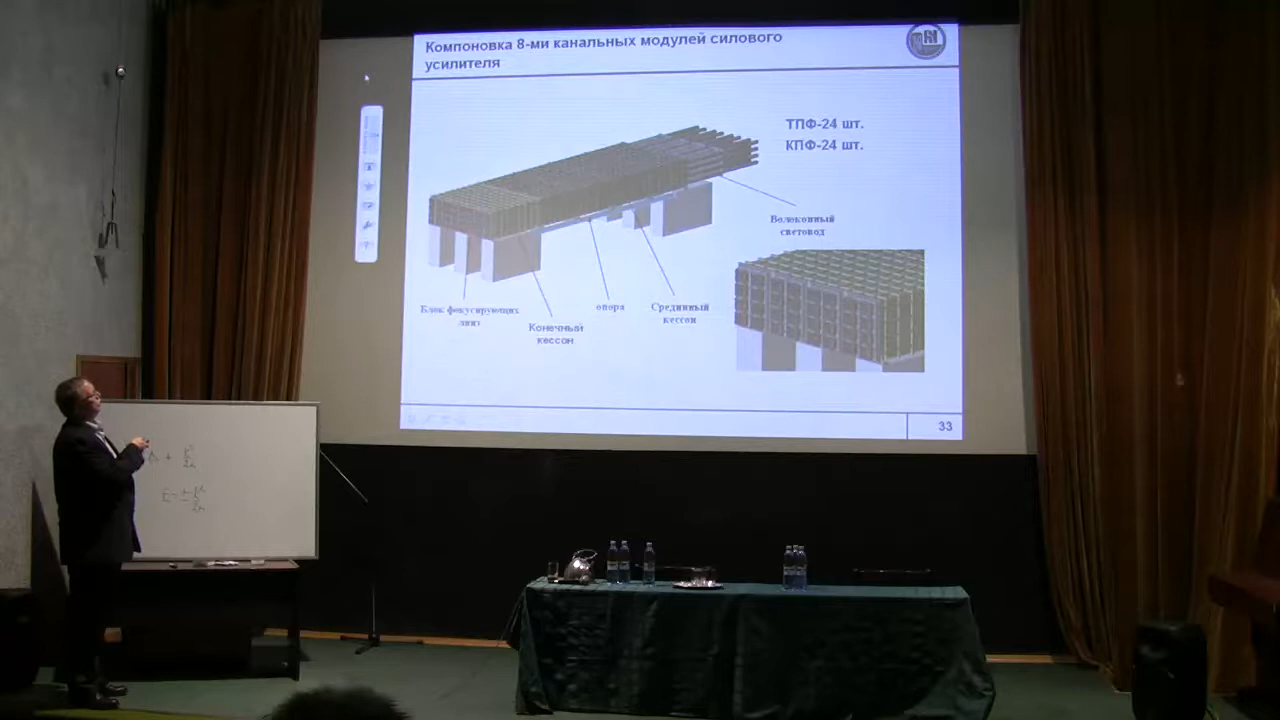 Компоновка 8-ми канальных модулей силового
усилителя
ТПФ-24 шт.
КПФ-24 шт.
Волоконный
световод
Блок фокусирующих
линз
Конечный
кессон
опора
Срединный
кессон
33